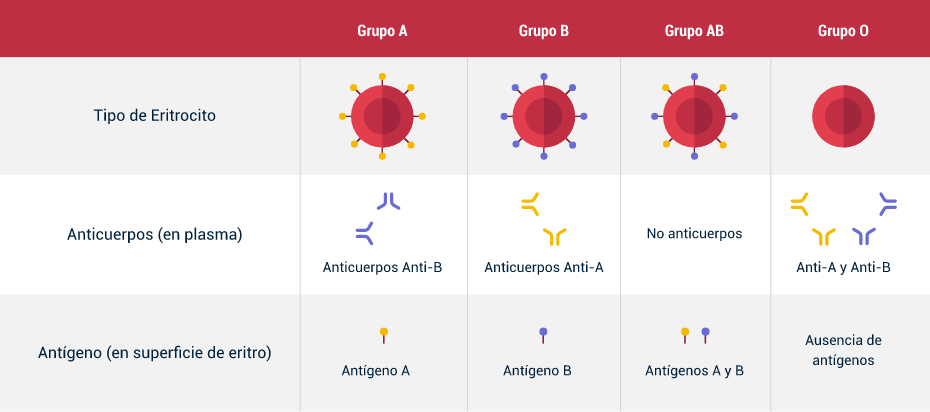 Grupo A
Grupo B
Grupo AB
Grupo O
Tipo de Eritrocito
Anticuerpos (en plasma)
Anticuerpos Anti-B
Anticuerpos Anti-A
No anticuerpos
Anti-A y Anti-B
Antígeno (en superficie de eritro)
Antígeno A
Antígeno B
Antígenos A y B
Ausencia de
antígenos